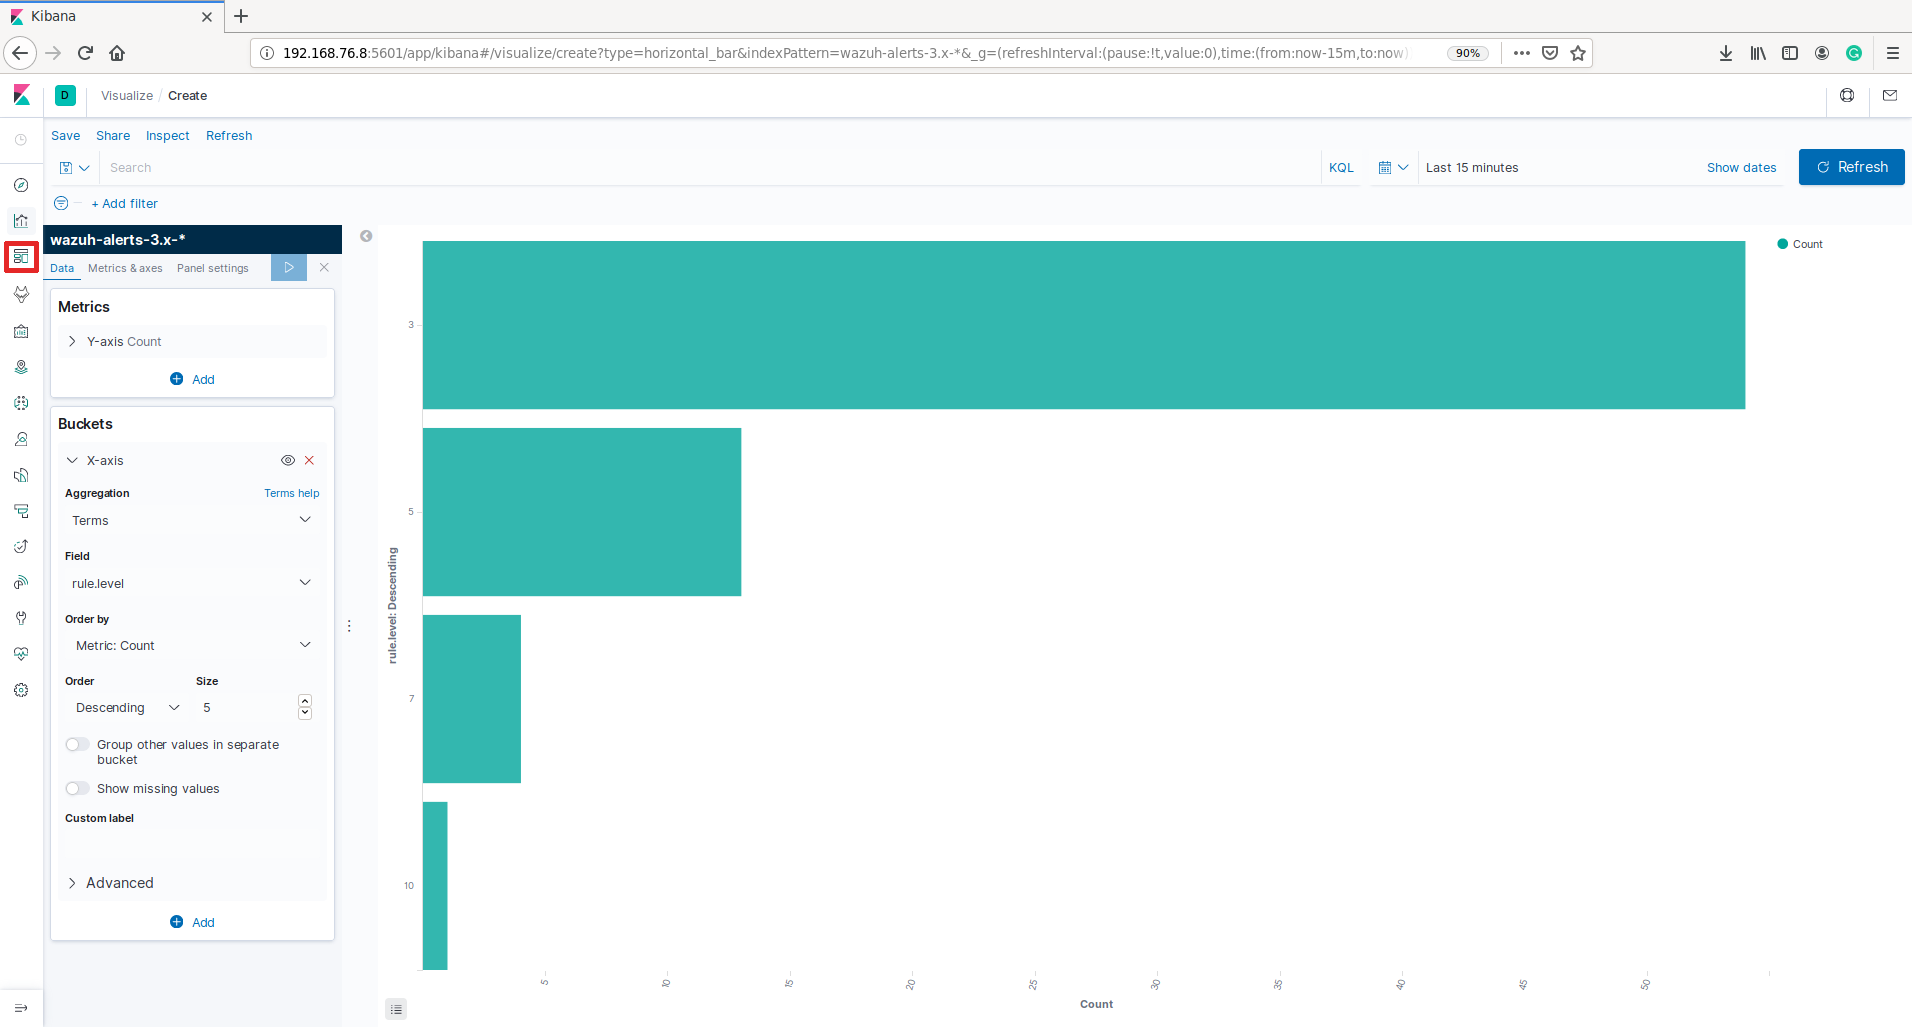 Kibana
192.168.76.8:5601/app/kibana#/visualize/create?type=horizontal_bar&indexPattern=wazuh-alerts-3.x-*&_g=(refreshInterval:(pause:!t,value:0),time:(from:now-15m,to:now)
90%
D
Visualize / Create
Save Share Inspect Refresh
Search
KQL
Last 15 minutes
Show dates
Refresh
+ Add filter
wazuh-alerts-3.x-*
Data Metrics & axes Panel settings
Metrics
Y-axis Count
Add
Buckets
X-axis
Aggregation Terms help
Terms
Field
rule.level
Order by
Metric: Count
Order Size
Descending 5
Group other values in separate
bucket
Show missing values
Custom label
Advanced
Add
Count
rule.level: Descending
3
5
7
10
5 10 15 20 25 30 35 40 45 50
Count